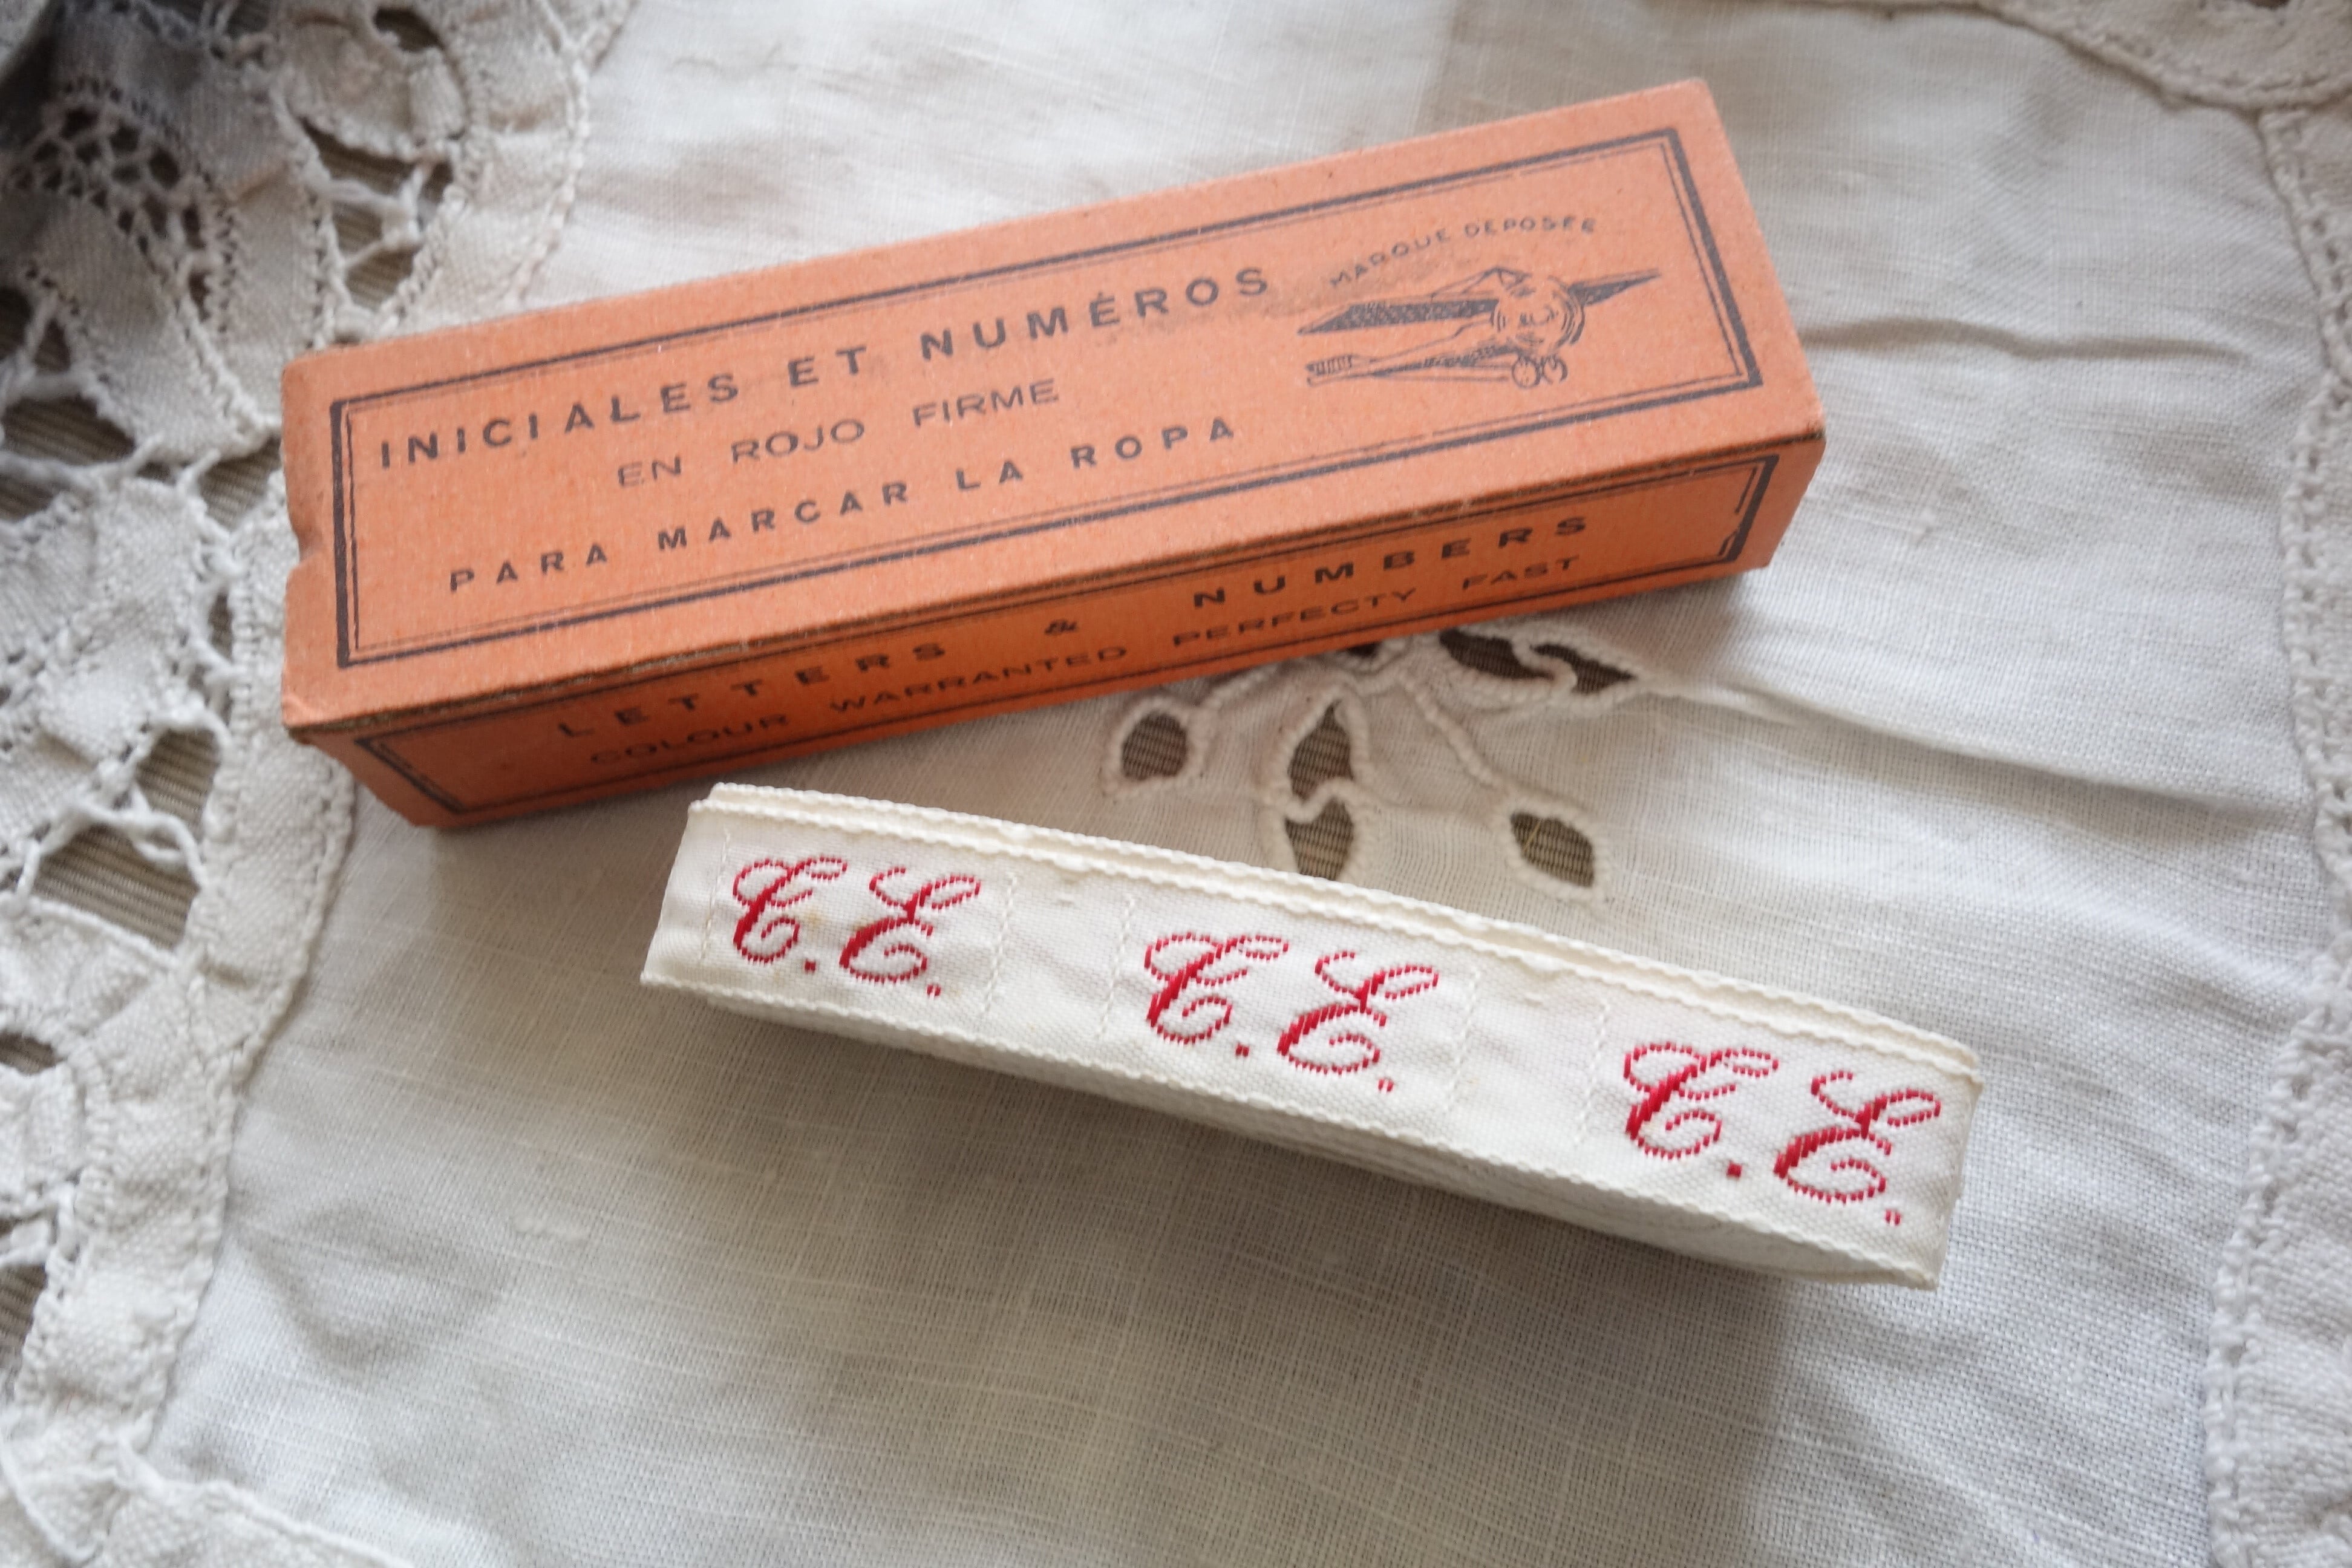 INICIALES ET NUMÉROS
EN ROJO FIRME
PARA MARCAR LA ROPA
MARQUE DEPOSÉE
LETTERS & NUMBERS
COLOUR WARRANTED PERFECTY FAST
C.E. C.E. C.E.